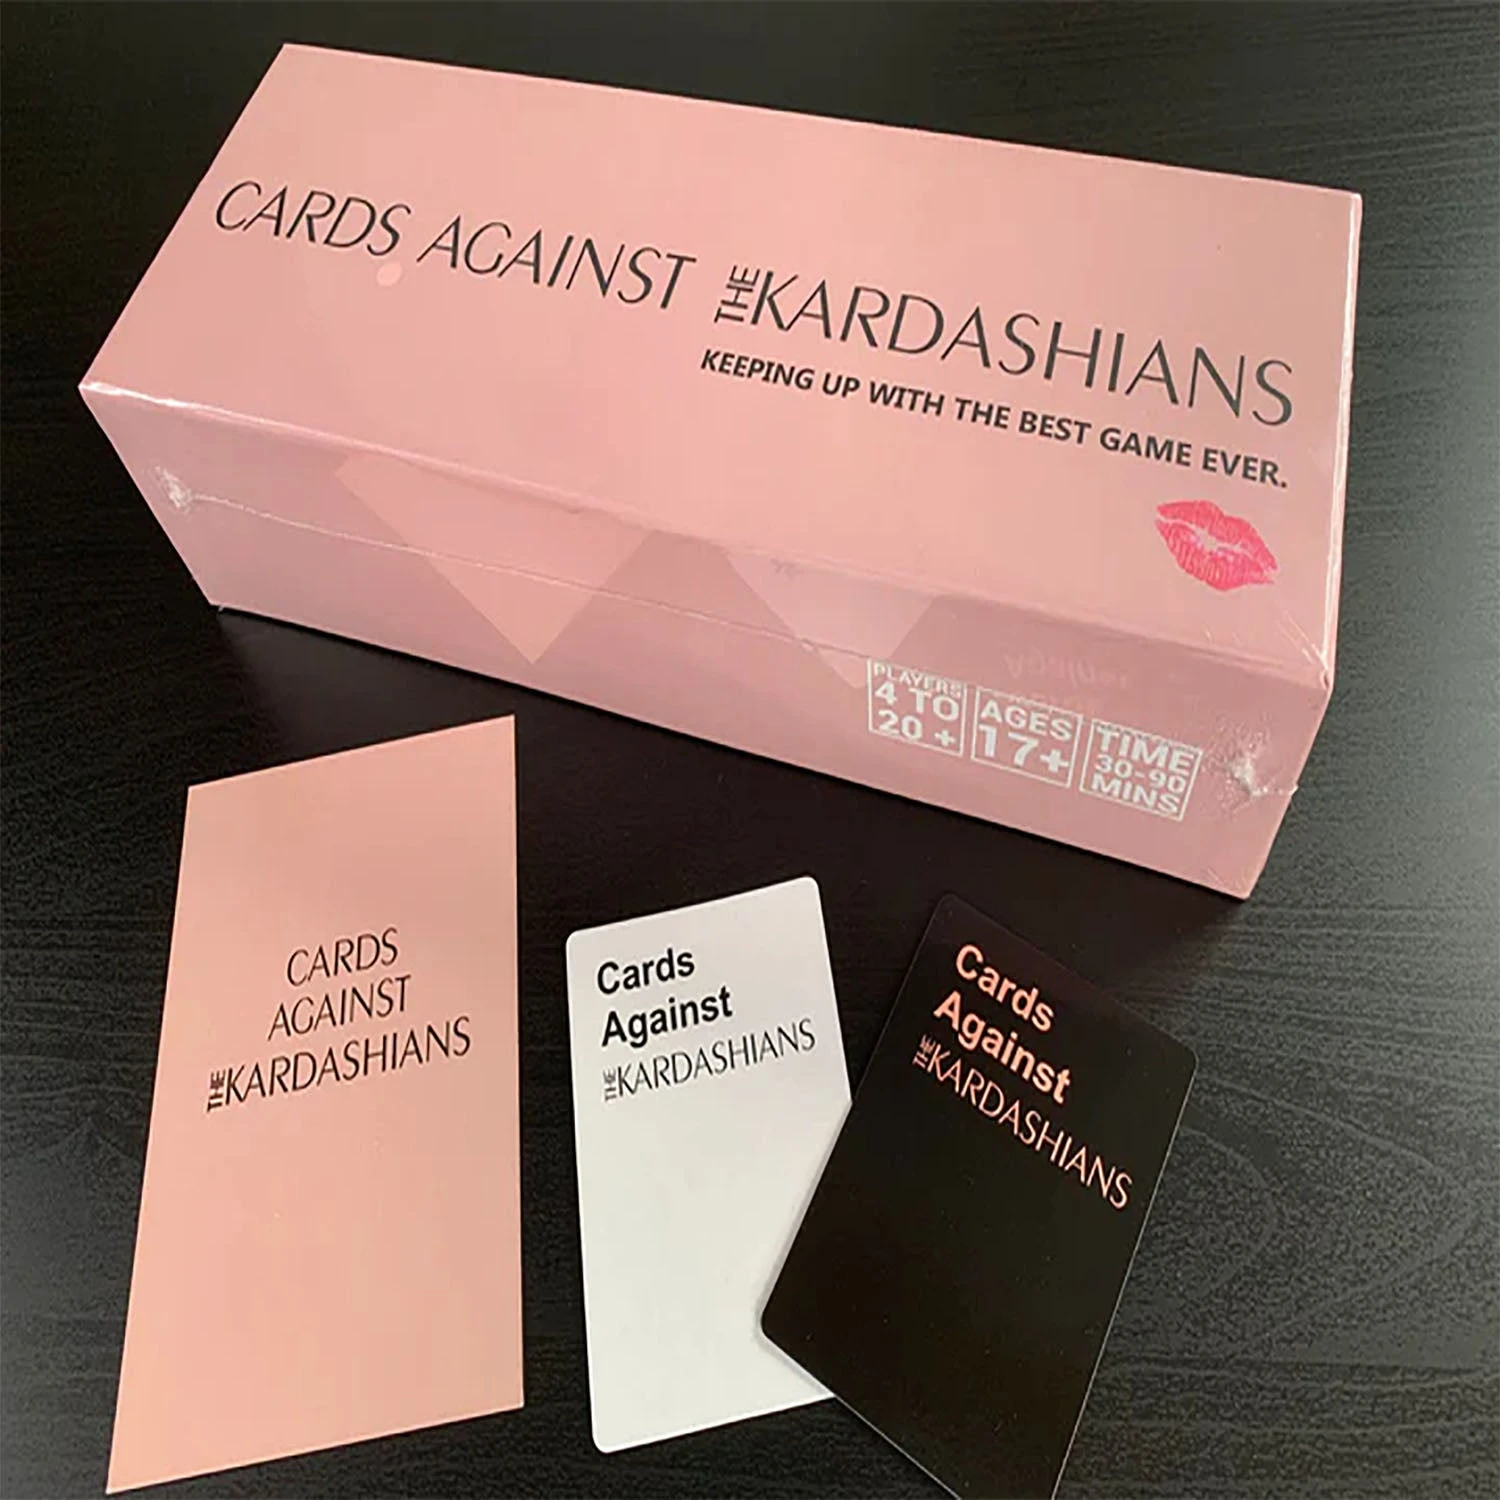 CARDS AGAINST THE KARDASHIANS
KEEPING UP WITH THE BEST GAME EVER.
Against
PLAYERS
4 TO
20 +
AGES
17+
TIME
30-90
MINS
CARDS
AGAINST
THE KARDASHIANS
Cards
Against
THE KARDASHIANS
Cards
Against
THE KARDASHIANS